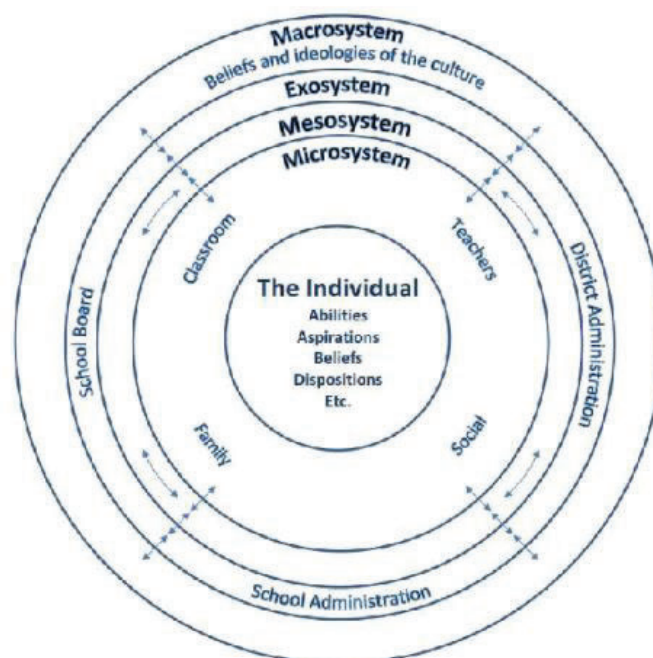 Macrosystem
Beliefs and ideologies of the culture
Exosystem
Mesosystem
Microsystem
Classroom
Teachers
School Board
District Administration
The Individual
Abilities
Aspirations
Beliefs
Dispositions
Etc.
Family
Social
School Administration